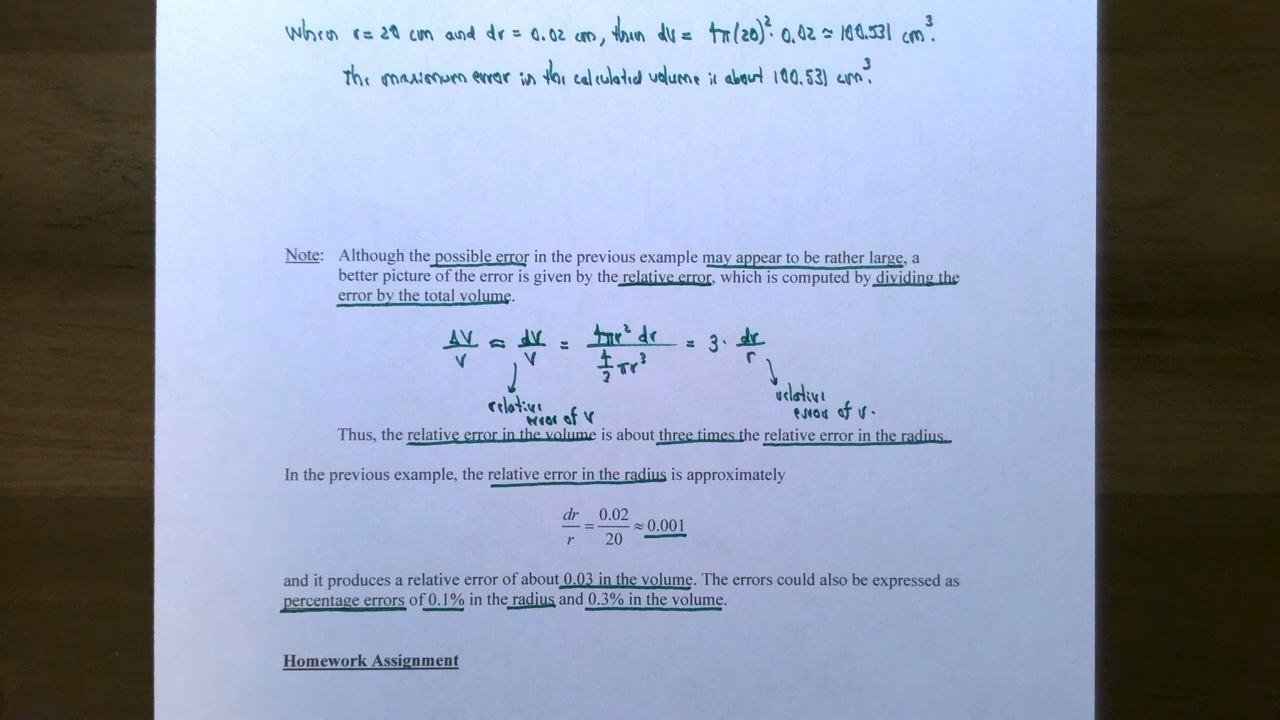 When r = 20 cm and dr = 0.02 cm, then dV = 4π(20)²· 0.02 ≈ 100.531 cm³.
The maximum error in the calculated volume is about 100.531 cm³.
Note: Although the possible error in the previous example may appear to be rather large, a
better picture of the error is given by the relative error, which is computed by dividing the
error by the total volume.
ΔV/V ≈ dV/V = 4πr² dr / (4/3 πr³) = 3 · dr/r
relative error of V
relative error of r.
Thus, the relative error in the volume is about three times the relative error in the radius.
In the previous example, the relative error in the radius is approximately
dr/r = 0.02/20 ≈ 0.001
and it produces a relative error of about 0.03 in the volume. The errors could also be expressed as
percentage errors of 0.1% in the radius and 0.3% in the volume.
Homework Assignment